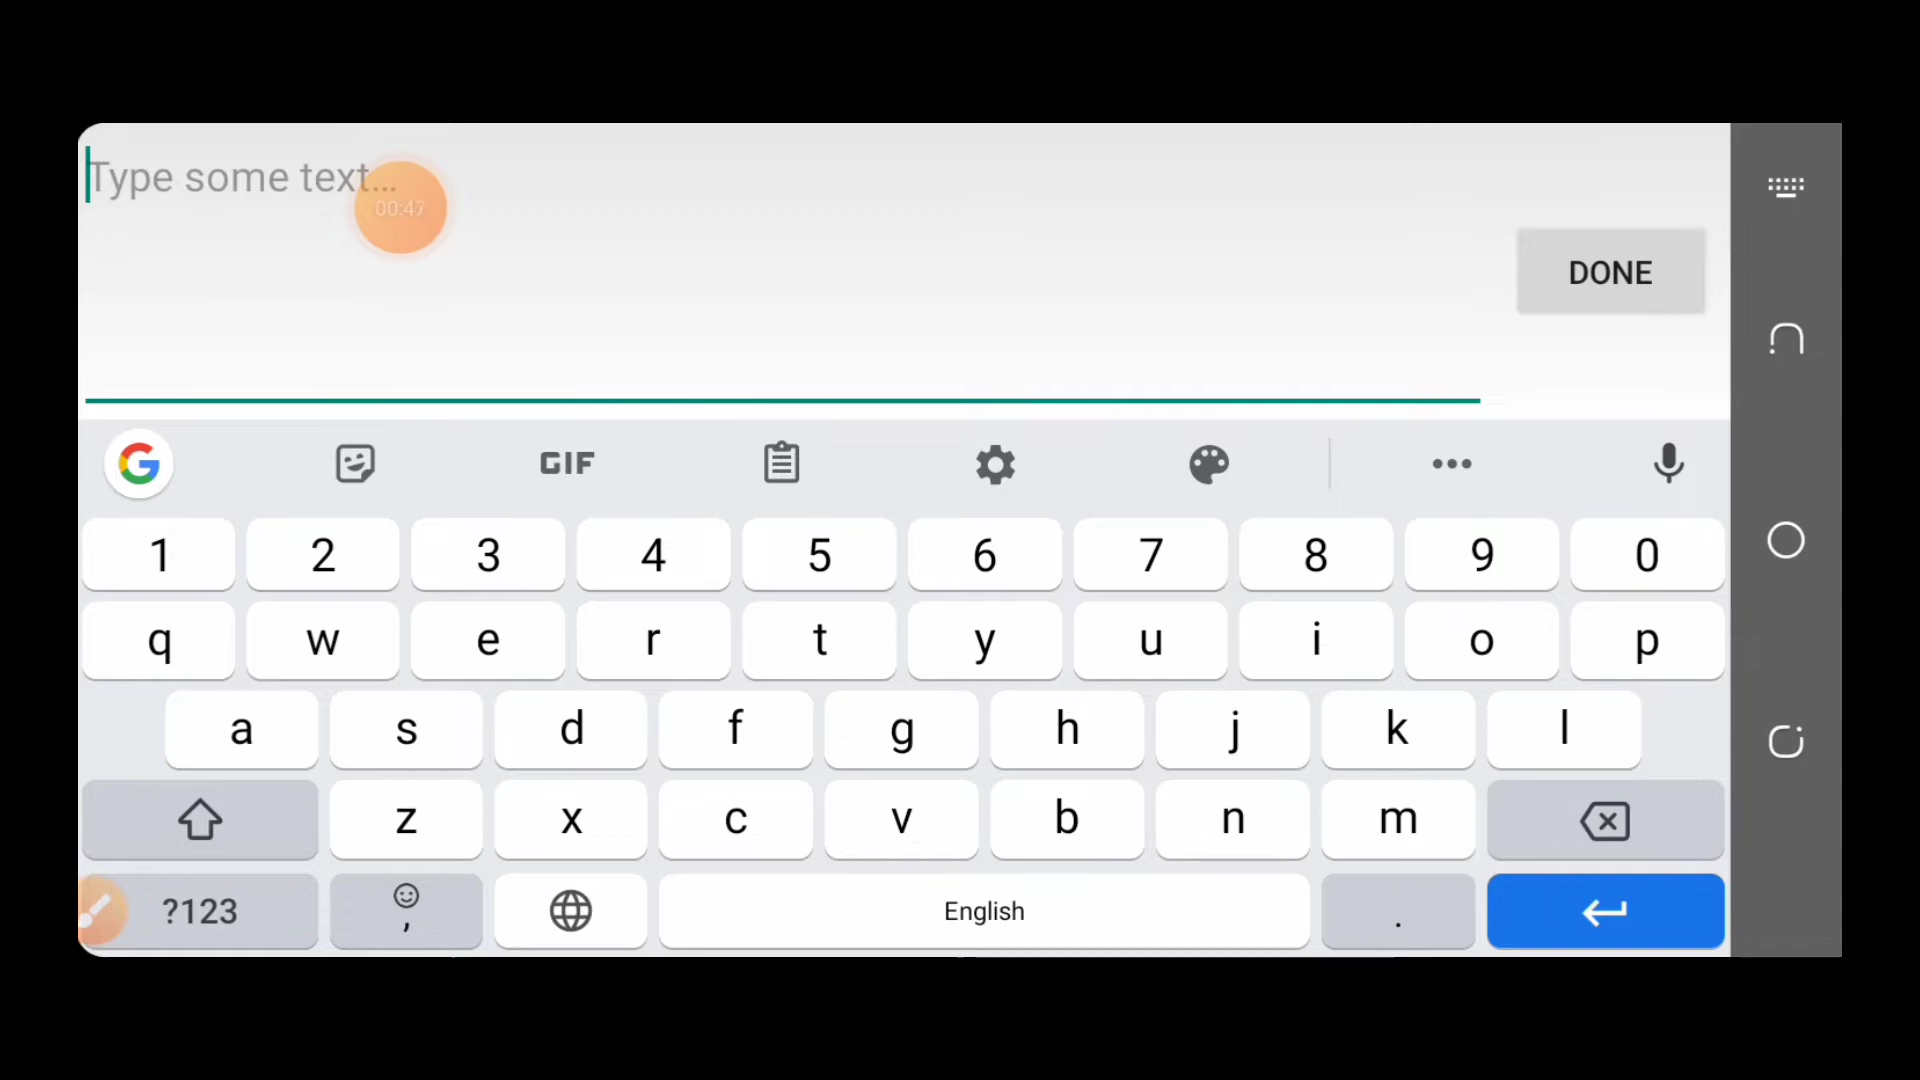 Type some text...
00:47
DONE
G
GIF
1 2 3 4 5 6 7 8 9 0
q w e r t y u i o p
a s d f g h j k l
z x c v b n m
?123 , English .